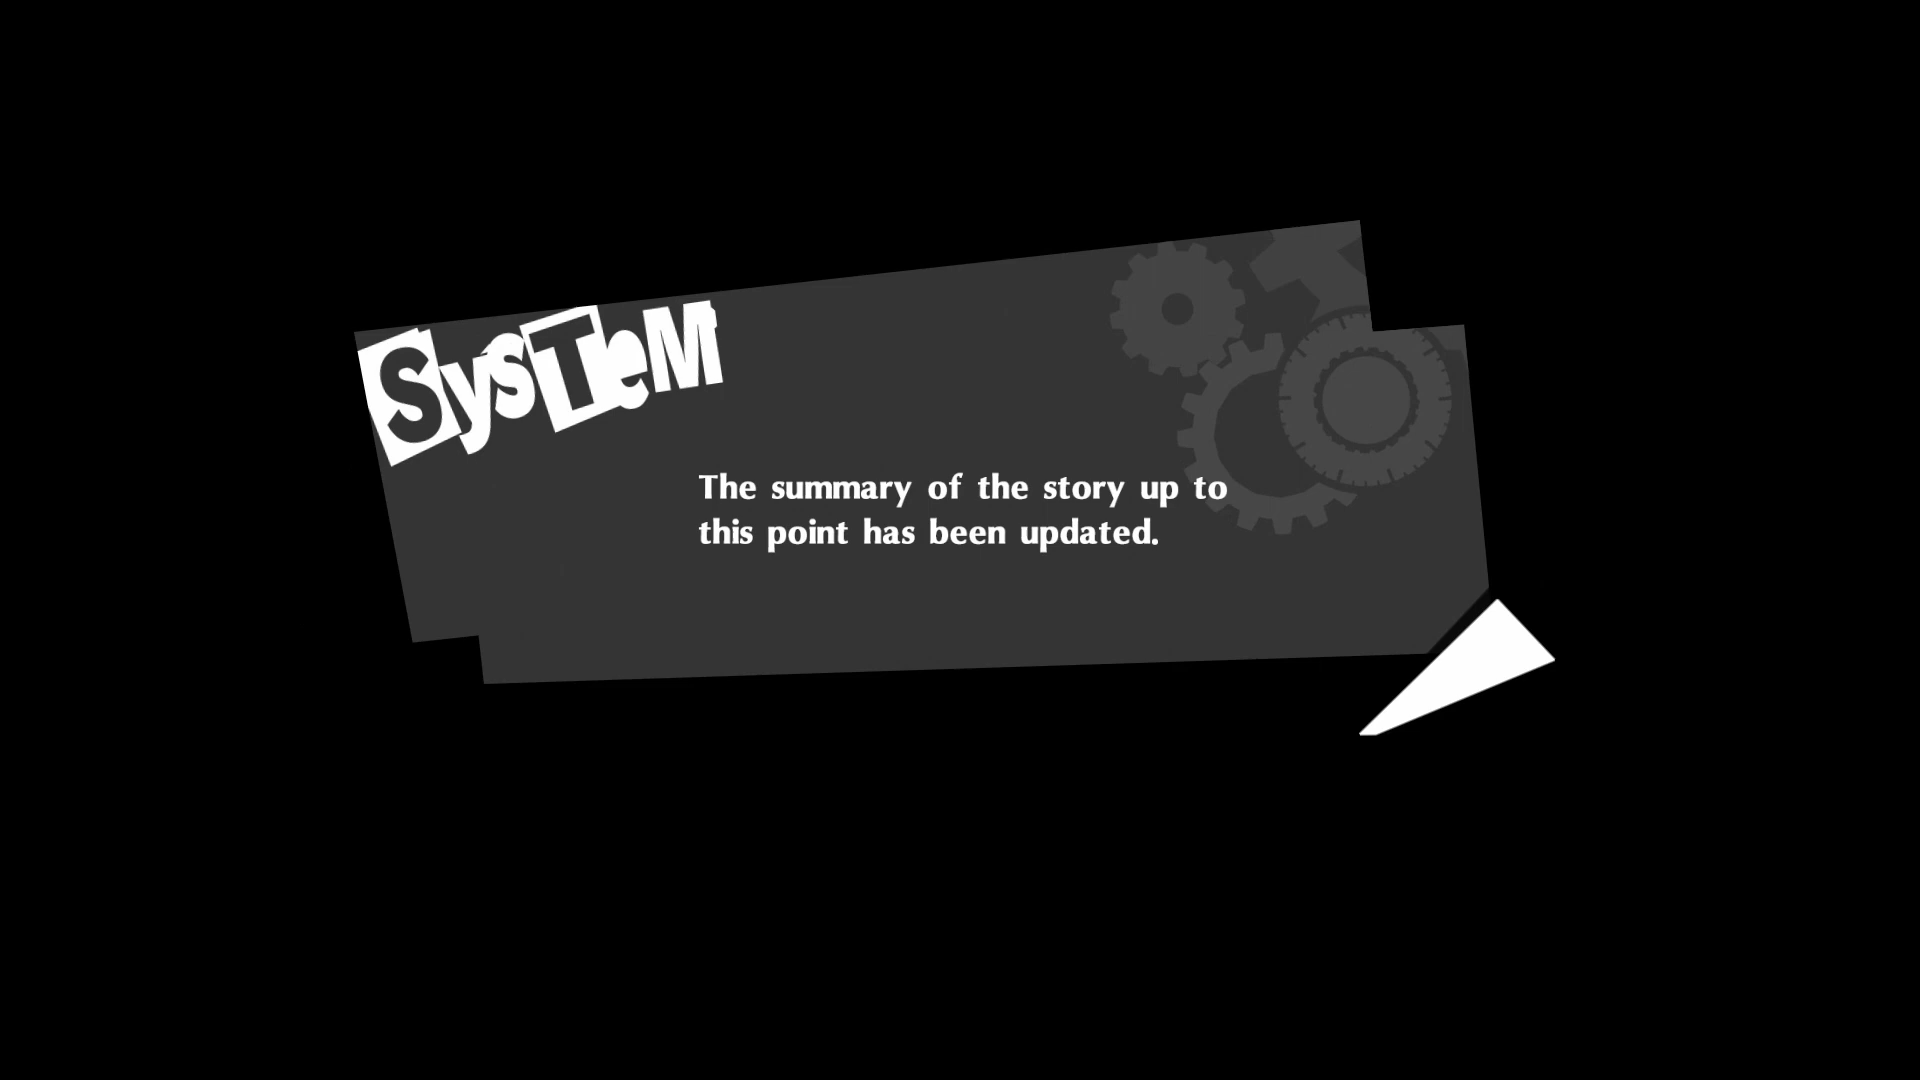 SysTeM
The summary of the story up to
this point has been updated.